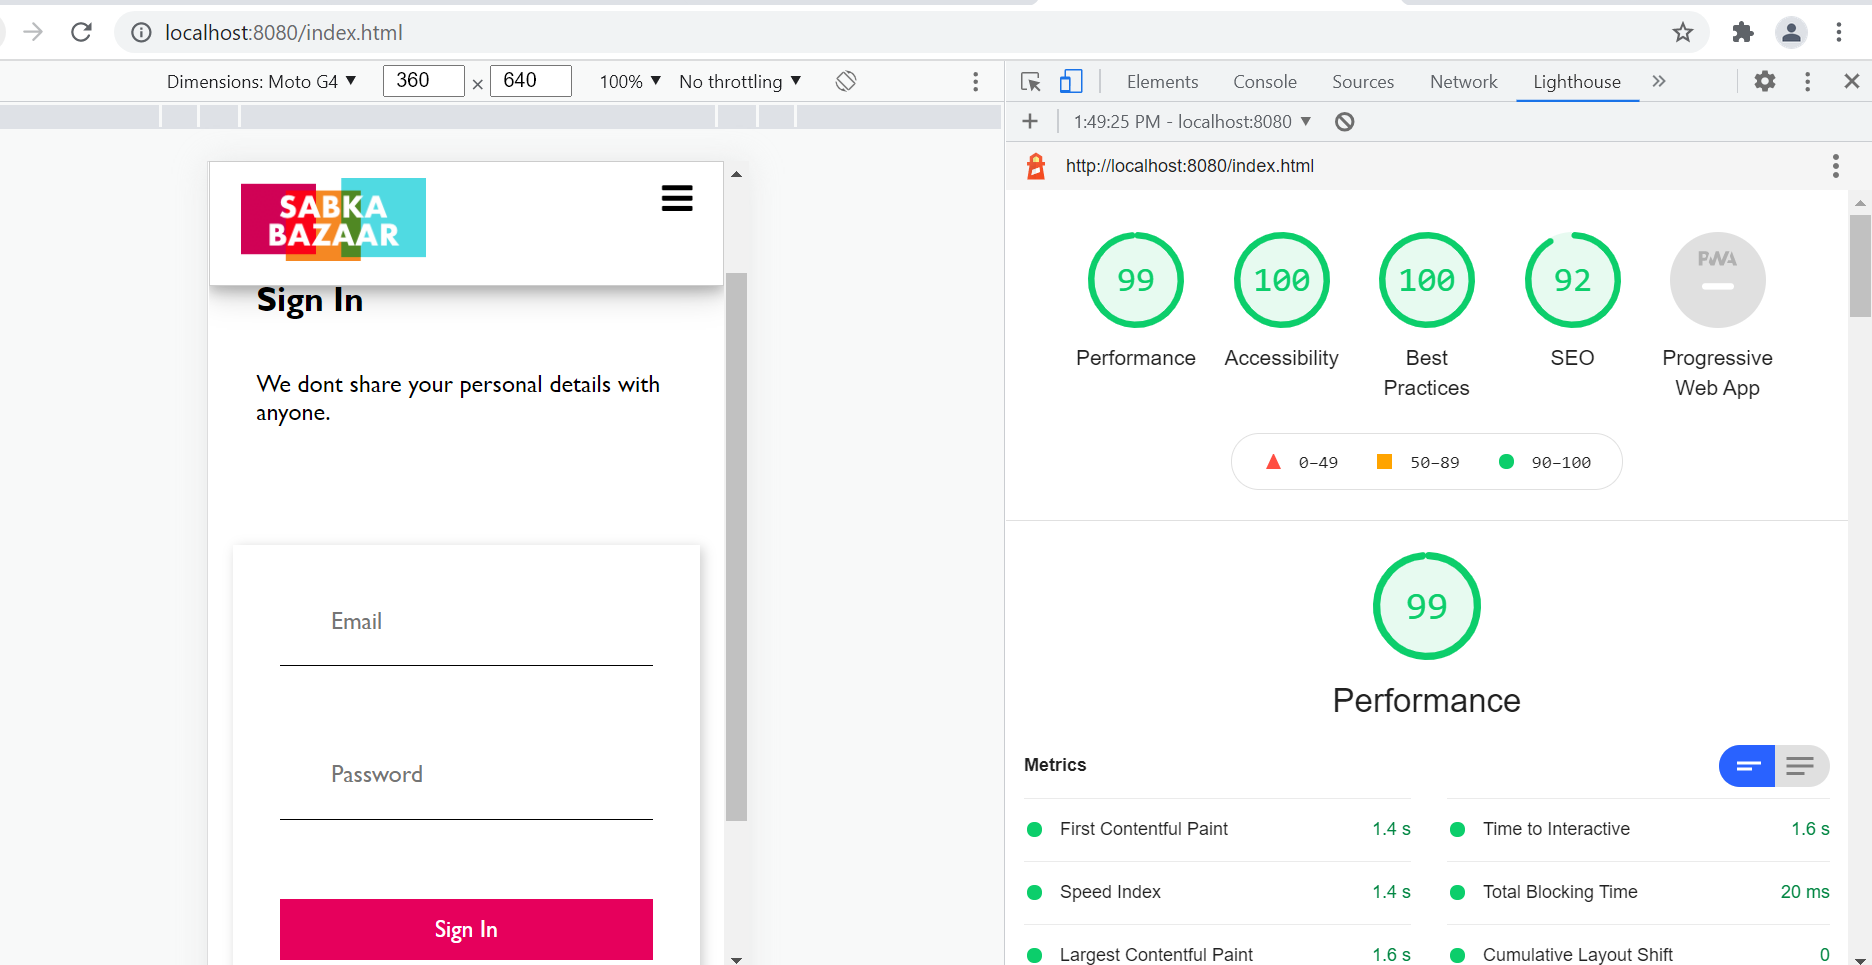 localhost:8080/index.html
Dimensions: Moto G4 ▼ 360 × 640 100% ▼ No throttling ▼
Elements Console Sources Network Lighthouse »
1:49:25 PM - localhost:8080 ▼
http://localhost:8080/index.html
SABKA
BAZAAR
Sign In
We dont share your personal details with
anyone.
Email
Password
Sign In
99 100 100 92 PWA
Performance Accessibility Best Practices SEO Progressive Web App
0–49 50–89 90–100
99
Performance
Metrics
First Contentful Paint 1.4 s
Time to Interactive 1.6 s
Speed Index 1.4 s
Total Blocking Time 20 ms
Largest Contentful Paint 1.6 s
Cumulative Layout Shift 0